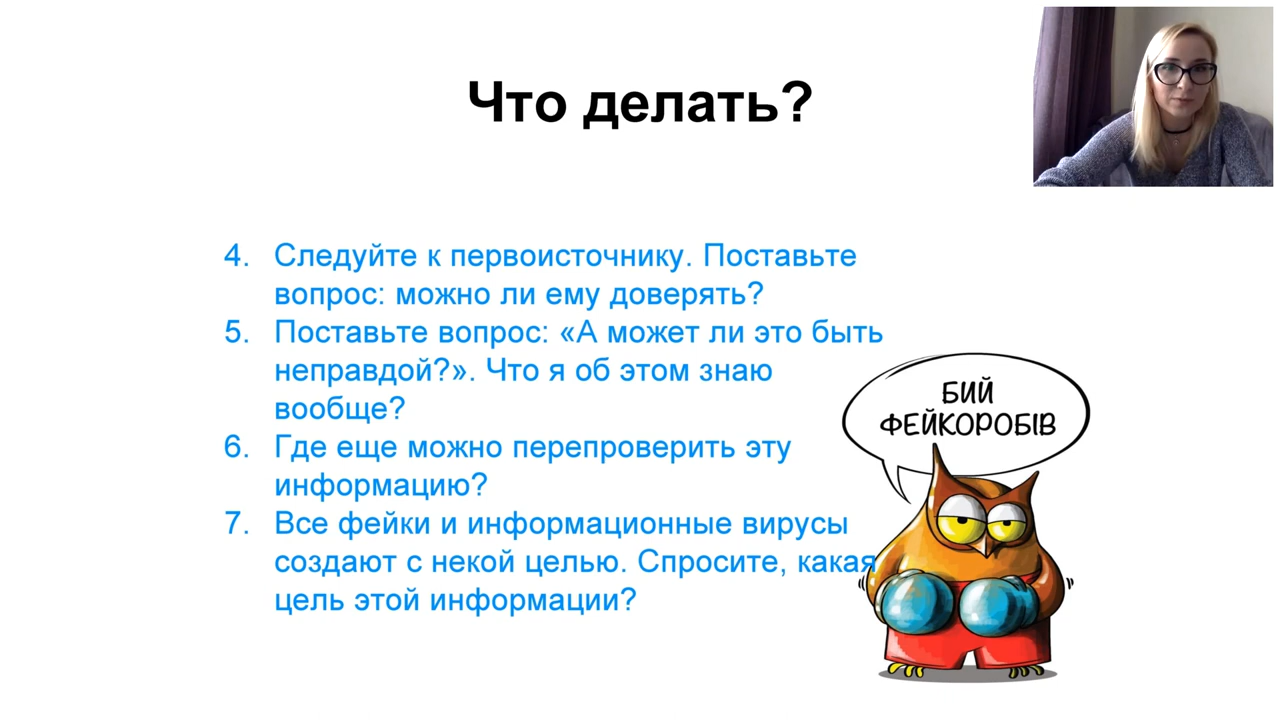 Что делать?
4. Следуйте к первоисточнику. Поставьте
вопрос: можно ли ему доверять?
5. Поставьте вопрос: «А может ли это быть
неправдой?». Что я об этом знаю
вообще?
6. Где еще можно перепроверить эту
информацию?
7. Все фейки и информационные вирусы
создают с некой целью. Спросите, какая
цель этой информации?
БИЙ
ФЕЙКОРОБІВ